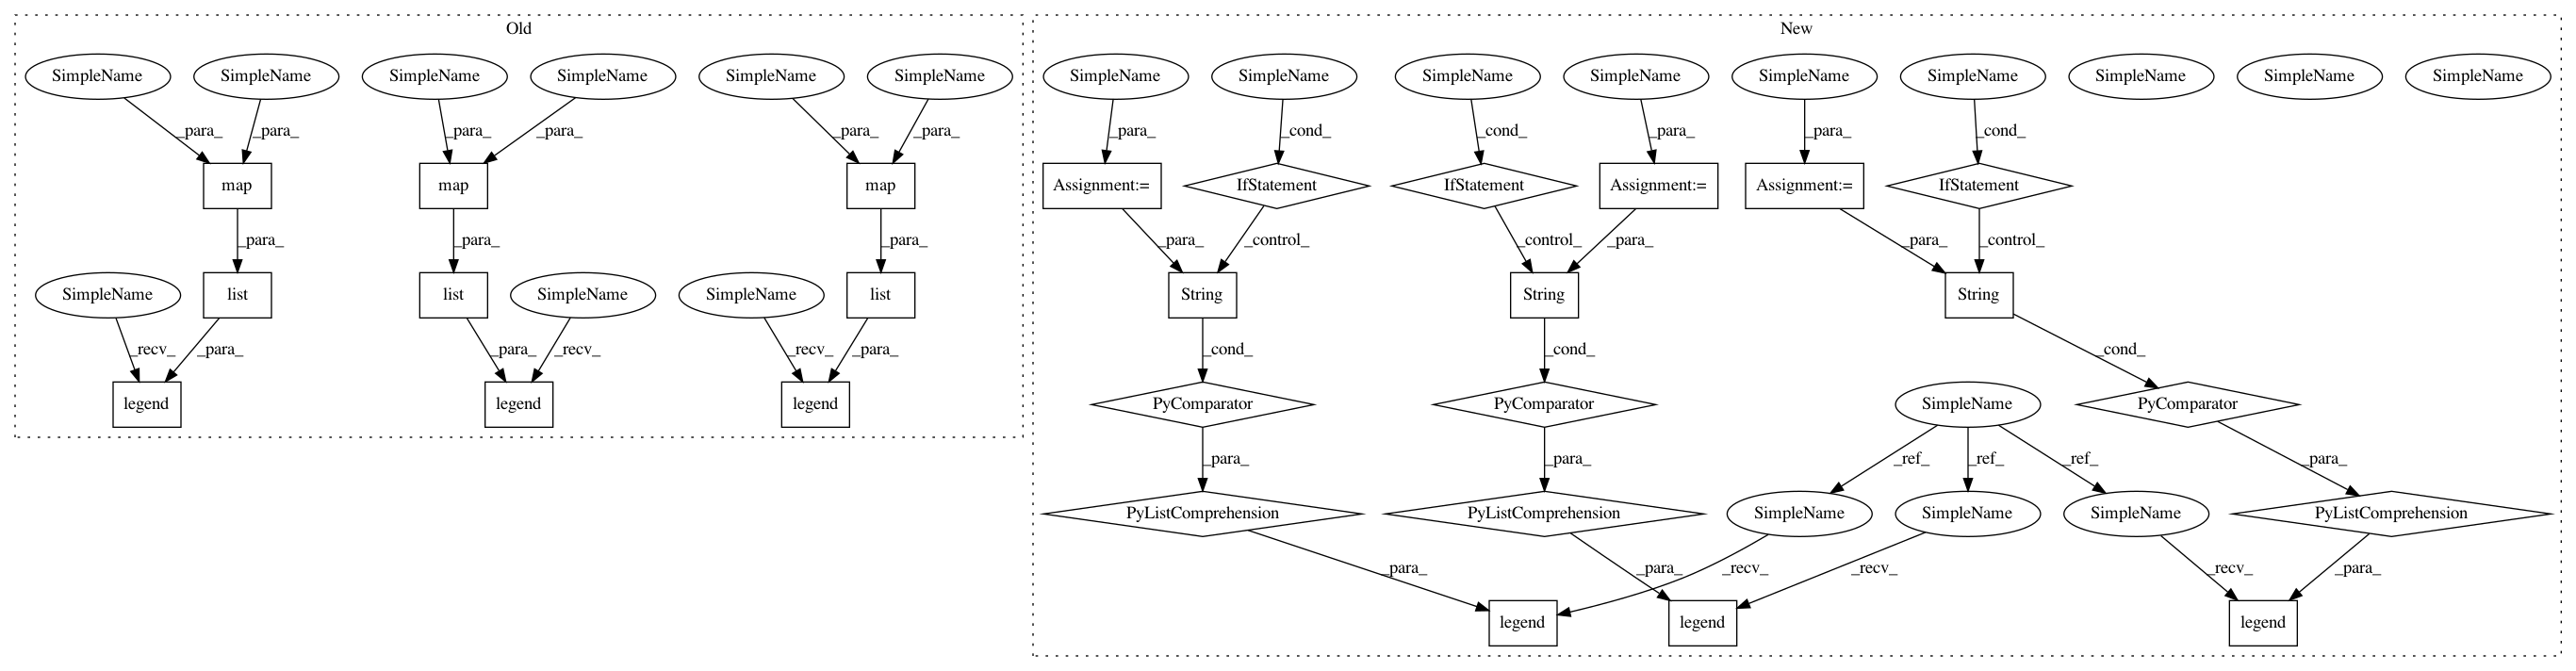 Old New
SimpleName SimpleName SimpleName SimpleName SimpleName SimpleName SimpleName SimpleName SimpleName SimpleName SimpleName SimpleName SimpleName SimpleName SimpleName
_para_ _para_ _para_ _para_ _para_ _para_ _para_ _cond_ _cond_ _para_ _para_ _cond_
map map map Assignment:= IfStatement IfStatement Assignment:= Assignment:= IfStatement
_para_ _para_ _para_ _para_ _control_ _control_ _para_ _para_ _control_
SimpleName list list SimpleName SimpleName list String String String
_recv_ _para_ _para_ _recv_ _recv_ _para_ _cond_ _cond_ _cond_
legend legend legend PyComparator PyComparator SimpleName PyComparator
_para_ _para_ _ref_ _ref_ _ref_ _para_
PyListComprehension PyListComprehension SimpleName SimpleName SimpleName PyListComprehension
_para_ _para_ _recv_ _recv_ _recv_ _para_
legend legend legend